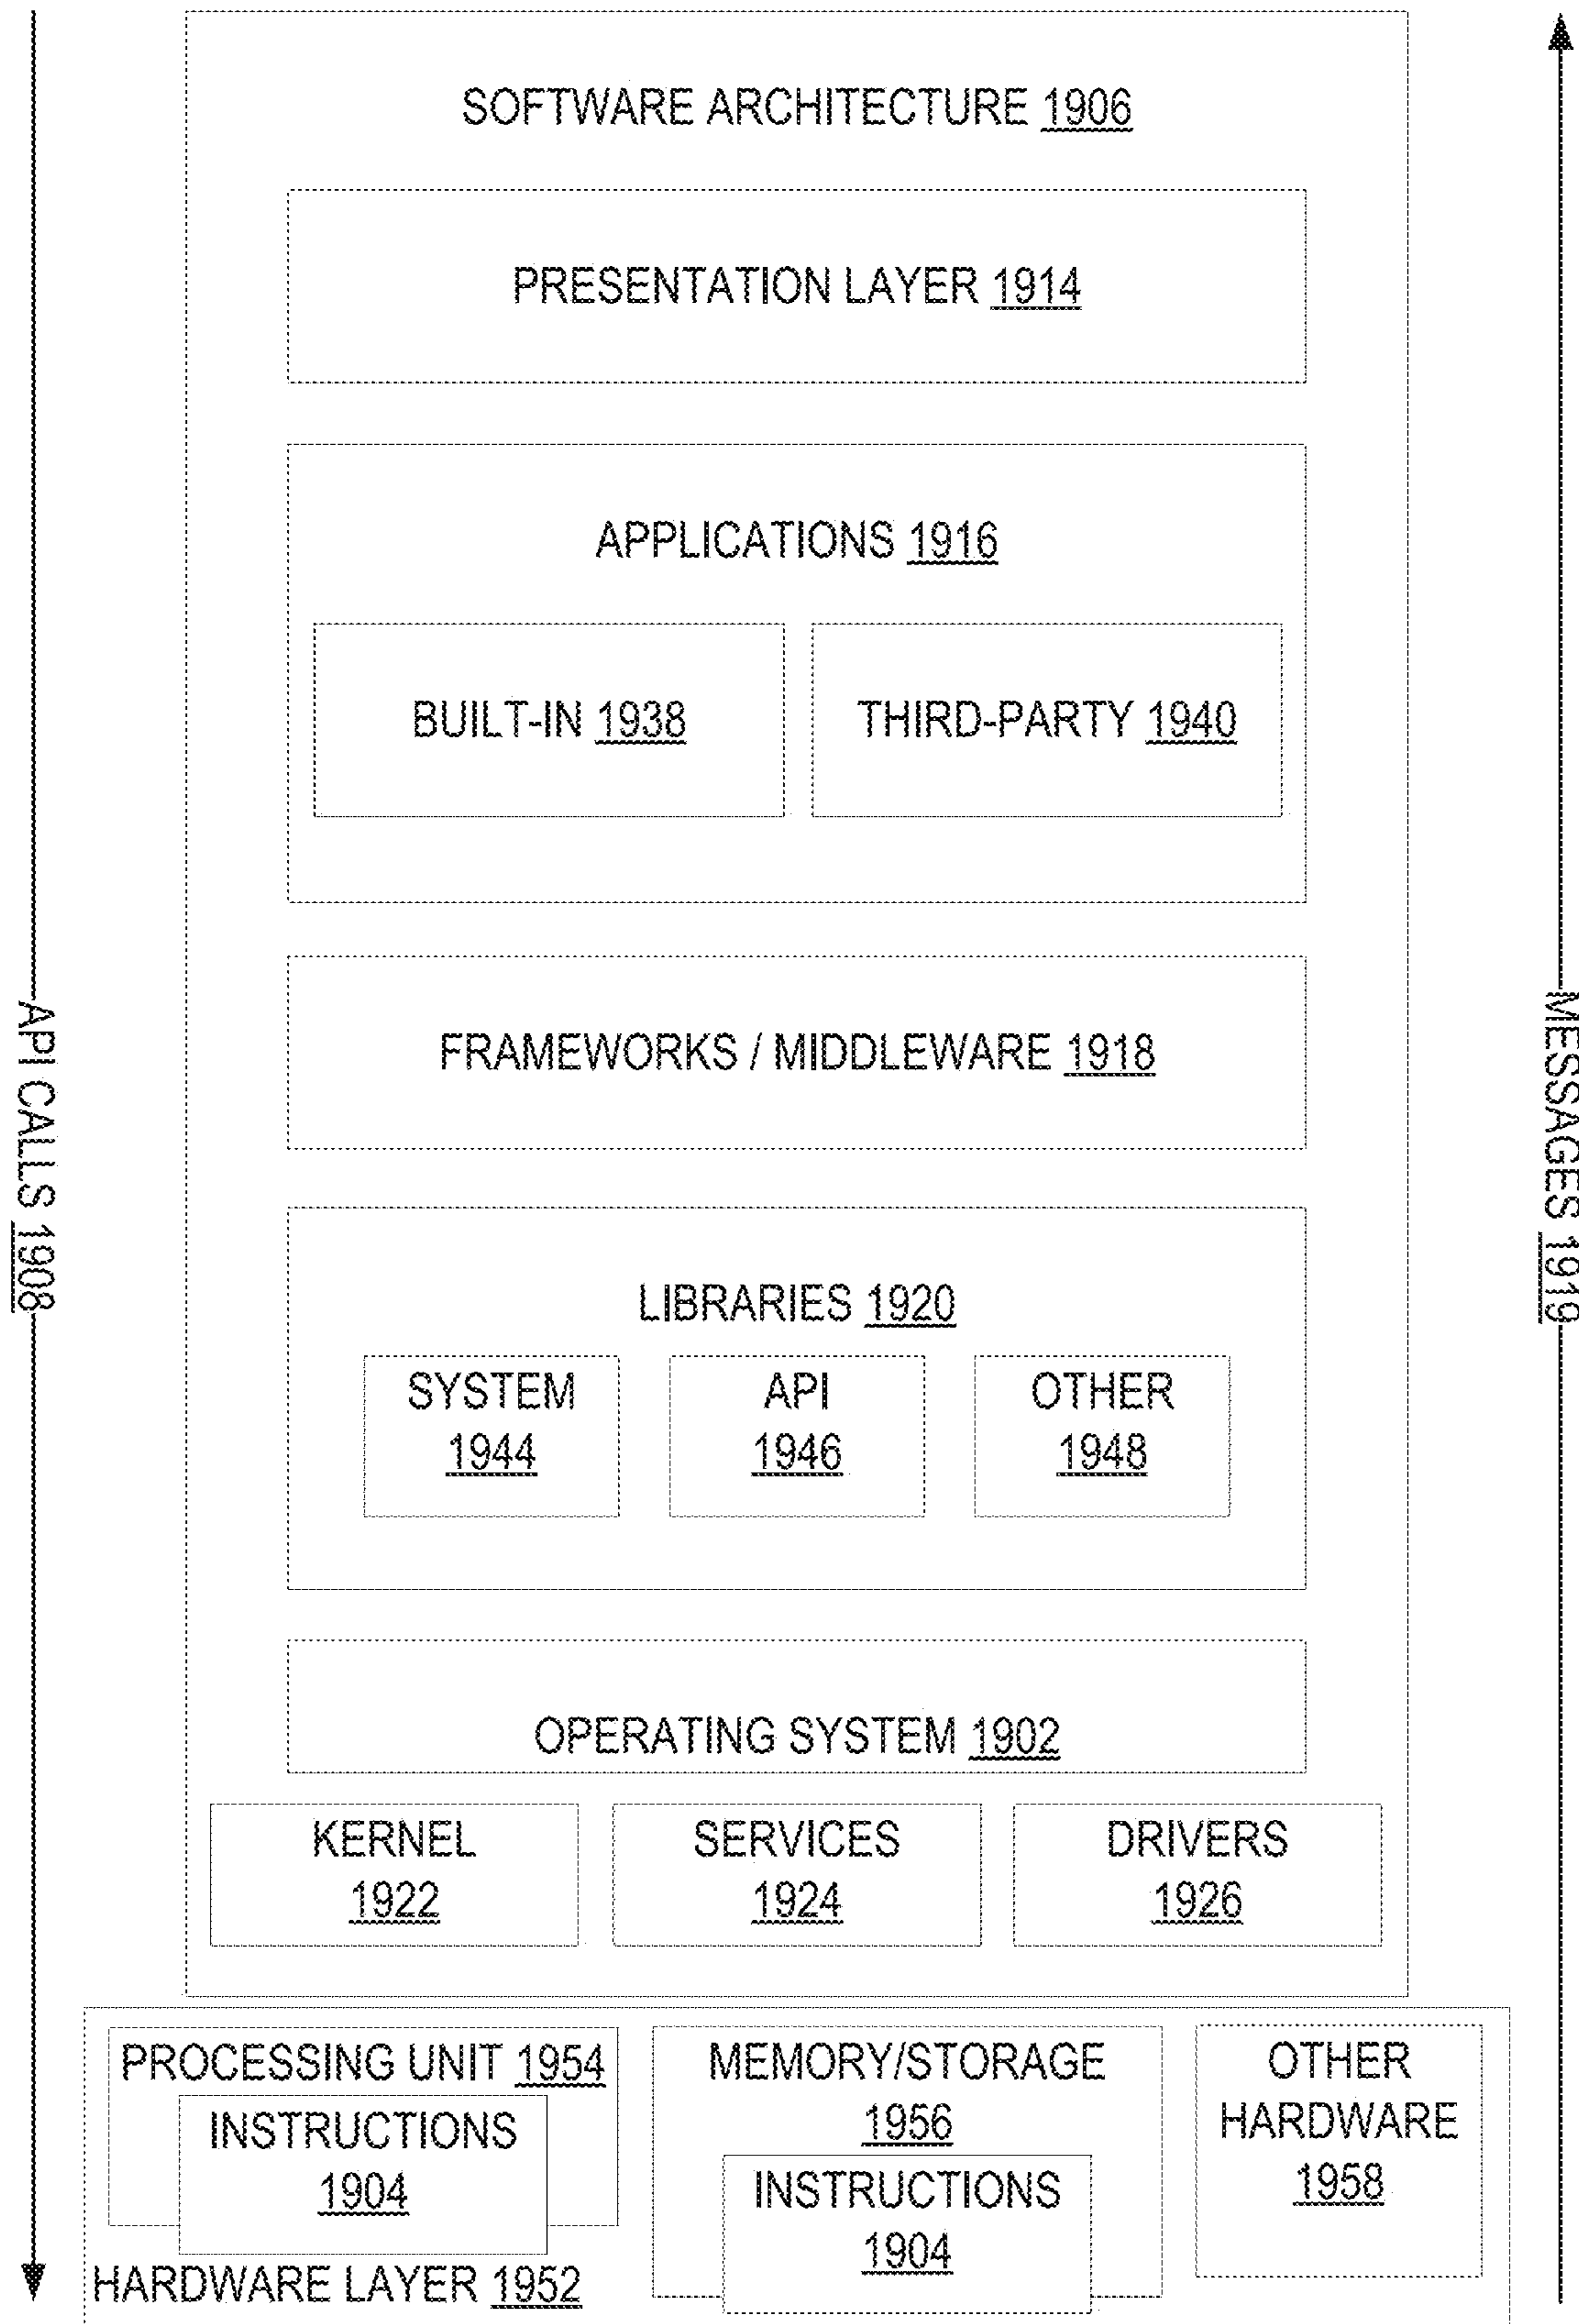 SOFTWARE ARCHITECTURE 1906
PRESENTATION LAYER 1914
APPLICATIONS 1916
BUILT-IN 1938
THIRD-PARTY 1940
FRAMEWORKS / MIDDLEWARE 1918
API CALLS 1908
MESSAGES 1919
LIBRARIES 1920
SYSTEM
1944
API
1946
OTHER
1948
OPERATING SYSTEM 1902
KERNEL
1922
SERVICES
1924
DRIVERS
1926
PROCESSING UNIT 1954
INSTRUCTIONS
1904
MEMORY/STORAGE
1956
INSTRUCTIONS
1904
OTHER
HARDWARE
1958
HARDWARE LAYER 1952